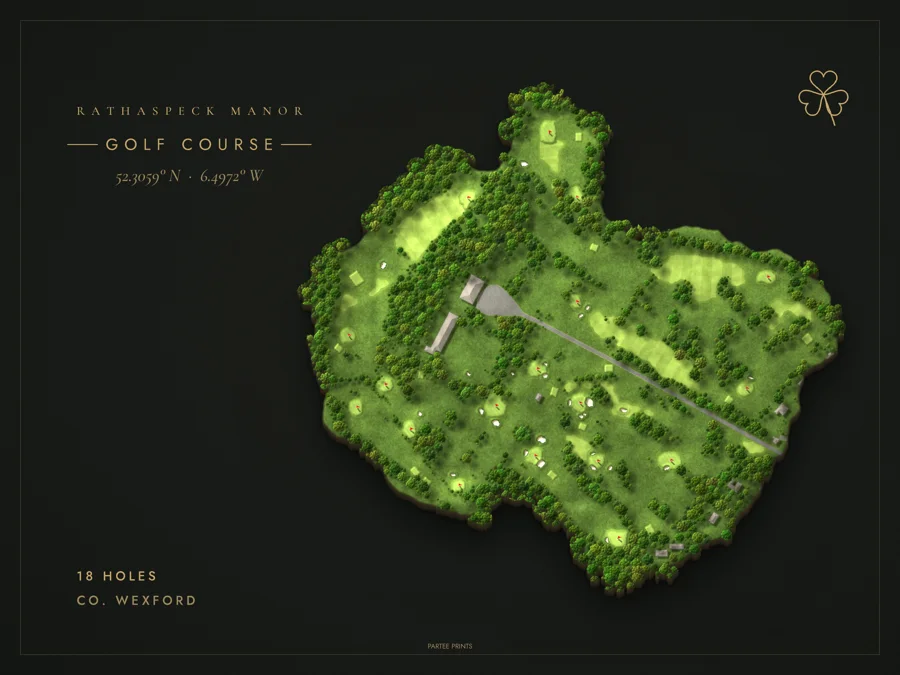 RATHASPECK MANOR
GOLF COURSE
52.3059° N · 6.4972° W
18 HOLES
CO. WEXFORD
PARTEE PRINTS